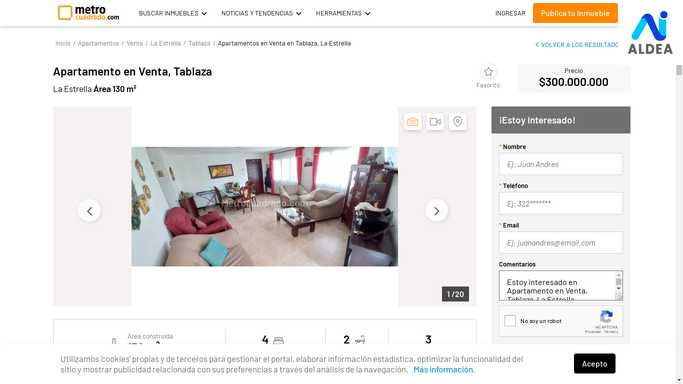 metro
cuadrado.com
BUSCAR INMUEBLES
NOTICIAS Y TENDENCIAS
HERRAMIENTAS
INGRESAR
Publica tu Inmueble
ALDEA
Inicio / Apartamentos / Venta / La Estrella / Tablaza / Apartamentos en Venta en Tablaza, La Estrella
< VOLVER A LOS RESULTADO
Apartamento en Venta, Tablaza
La Estrella Área 130 m²
Favorito
Precio
$300.000.000
metrocuadrado.com
1 / 20
¡Estoy Interesado!
* Nombre
Ej: Juan Andres
* Teléfono
Ej: 322*******
* Email
Ej: juanandres@email.com
Comentarios
Estoy interesado en
Apartamento en Venta,
Tablaza, La Estrella
No soy un robot
reCAPTCHA
Privacidad - Términos
Área construida
4
2
3
Utilizamos 'cookies' propias y de terceros para gestionar el portal, elaborar información estadística, optimizar la funcionalidad del
sitio y mostrar publicidad relacionada con sus preferencias a través del análisis de la navegación. Más información.
Acepto